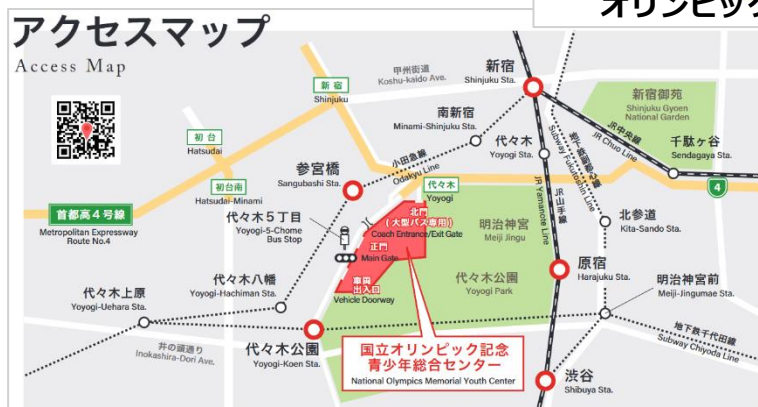 オリンピック
アクセスマップ
Access Map
甲州街道
Koshu-kaido Ave.
新宿
Shinjuku
新宿
Shinjuku Sta.
新宿御苑
Shinjuku Gyoen
National Garden
南新宿
Minami-Shinjuku Sta.
代々木
Yoyogi Sta.
JR中央線
JR Chuo Line
千駄ヶ谷
Sendagaya Sta.
初台
Hatsudai
小田急線
Odakyu Line
Subway Fukutoshin Line
参宮橋
Sangubashi Sta.
代々木
Yoyogi
初台南
Hatsudai-Minami
4
首都高4号線
Metropolitan Expressway
Route No.4
代々木5丁目
Yoyogi-5-Chome
Bus Stop
北門
(大型バス専用)
Coach Entrance/Exit Gate
正門
Main Gate
明治神宮
Meiji Jingu
JR山手線
JR Yamanote Line
北参道
Kita-Sando Sta.
車両
出入口
Vehicle Doorway
代々木公園
Yoyogi Park
原宿
Harajuku Sta.
代々木八幡
Yoyogi-Hachiman Sta.
代々木上原
Yoyogi-Uehara Sta.
明治神宮前
Meiji-Jingumae Sta.
井の頭通り
Inokashira-Dori Ave.
代々木公園
Yoyogi-Koen Sta.
地下鉄千代田線
Subway Chiyoda Line
国立オリンピック記念
青少年総合センター
National Olympics Memorial Youth Center
渋谷
Shibuya Sta.